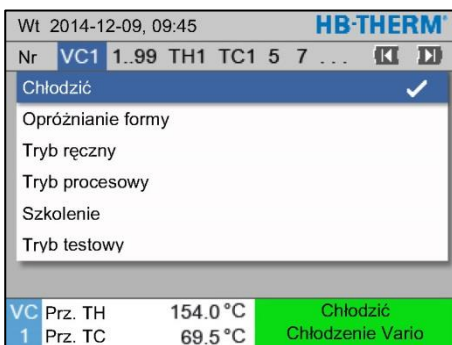 Wt 2014-12-09, 09:45 HB-THERM®
Nr VC1 1..99 TH1 TC1 5 7 ...
Chłodzić
Opróżnianie formy
Tryb ręczny
Tryb procesowy
Szkolenie
Tryb testowy
VC Prz. TH 154.0 °C Chłodzić
1 Prz. TC 69.5 °C Chłodzenie Vario